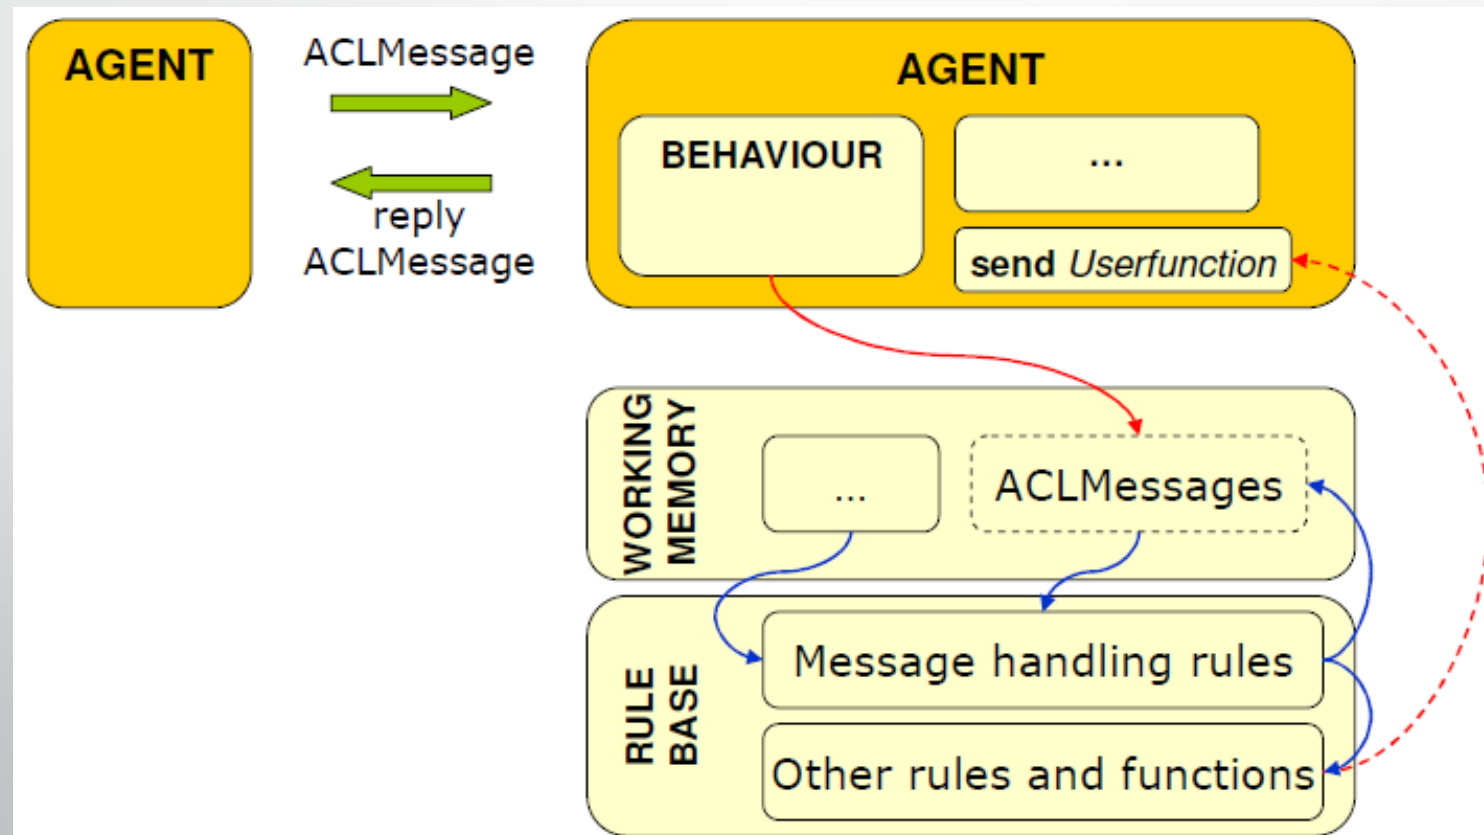 AGENT
ACLMessage
reply
ACLMessage
AGENT
BEHAVIOUR
...
send Userfunction
WORKING
MEMORY
...
ACLMessages
RULE
BASE
Message handling rules
Other rules and functions